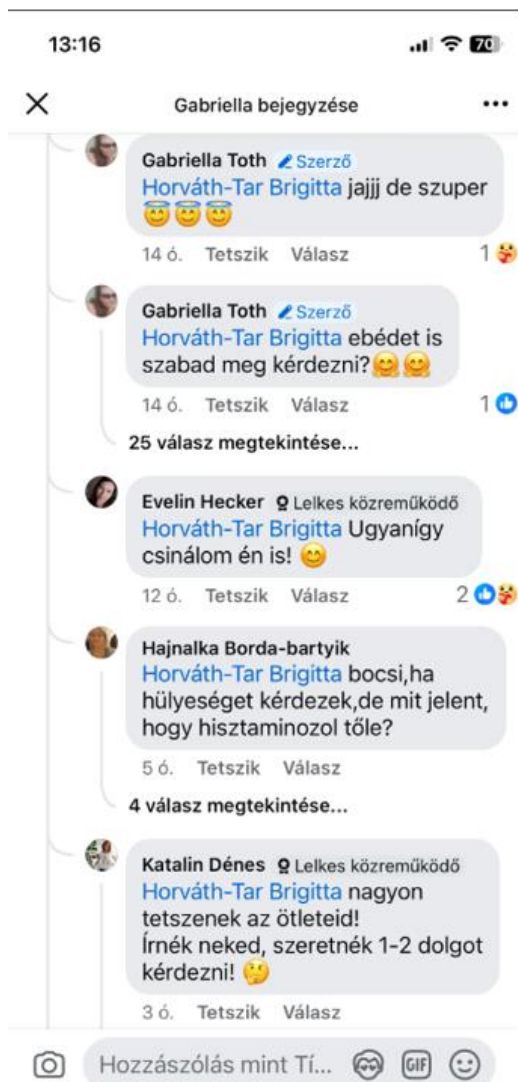 13:16
70
Gabriella bejegyzése
Gabriella Toth Szerző
Horváth-Tar Brigitta jajjj de szuper
😇😇😇
14 ó. Tetszik Válasz 1
Gabriella Toth Szerző
Horváth-Tar Brigitta ebédet is
szabad meg kérdezni?🤗🤗
14 ó. Tetszik Válasz 1
25 válasz megtekintése...
Evelin Hecker Lelkes közreműködő
Horváth-Tar Brigitta Ugyanígy
csinálom én is! 😊
12 ó. Tetszik Válasz 2
Hajnalka Borda-bartyik
Horváth-Tar Brigitta bocsi,ha
hülyeséget kérdezek,de mit jelent,
hogy hisztaminozol tőle?
5 ó. Tetszik Válasz
4 válasz megtekintése...
Katalin Dénes Lelkes közreműködő
Horváth-Tar Brigitta nagyon
tetszenek az ötleteid!
Írnék neked, szeretnék 1-2 dolgot
kérdezni! 🤔
3 ó. Tetszik Válasz
Hozzászólás mint Tí... GIF